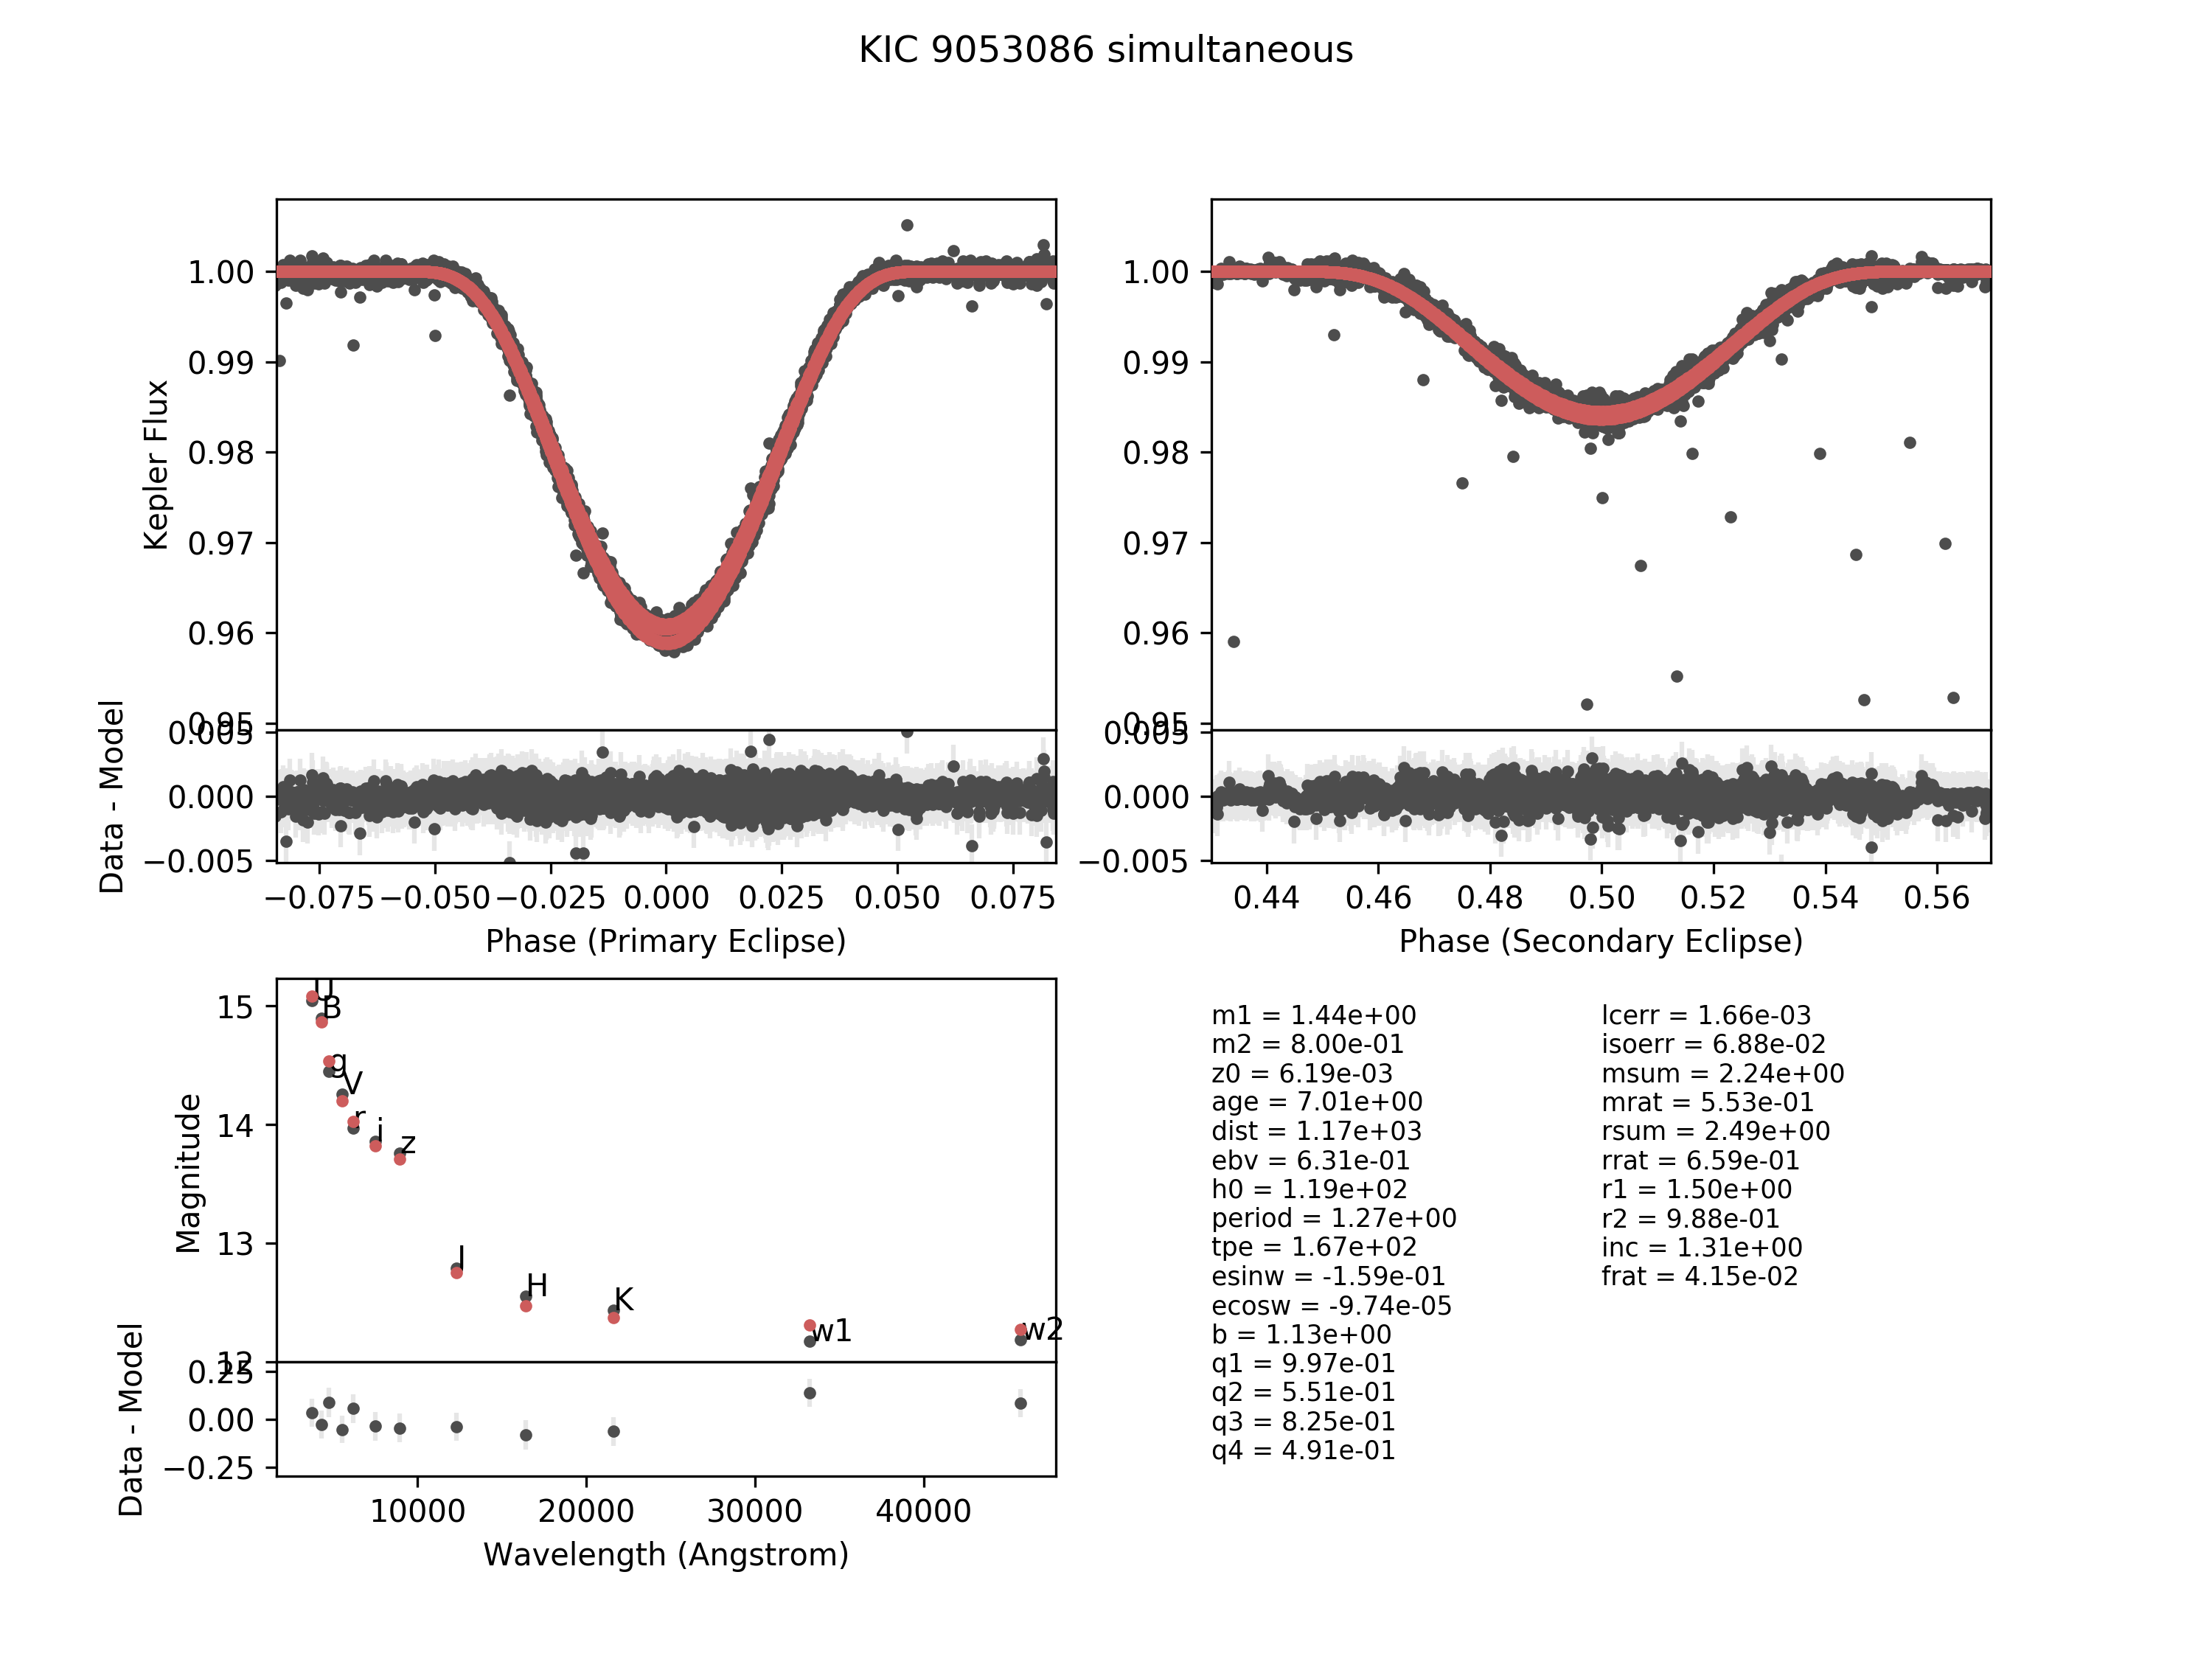 KIC 9053086 simultaneous
Kepler Flux
1.00
0.99
0.98
0.97
0.96
0.95
1.00
0.99
0.98
0.97
0.96
0.95
Data - Model
0.005
0.000
−0.005
0.005
0.000
−0.005
−0.075 −0.050 −0.025 0.000 0.025 0.050 0.075
0.44 0.46 0.48 0.50 0.52 0.54 0.56
Phase (Primary Eclipse)
Phase (Secondary Eclipse)
Magnitude
15
14
13
12
U
B
g
V
r
i
z
J
H
K
w1
w2
Data - Model
0.25
0.00
−0.25
10000 20000 30000 40000
Wavelength (Angstrom)
m1 = 1.44e+00
m2 = 8.00e-01
z0 = 6.19e-03
age = 7.01e+00
dist = 1.17e+03
ebv = 6.31e-01
h0 = 1.19e+02
period = 1.27e+00
tpe = 1.67e+02
esinw = -1.59e-01
ecosw = -9.74e-05
b = 1.13e+00
q1 = 9.97e-01
q2 = 5.51e-01
q3 = 8.25e-01
q4 = 4.91e-01
lcerr = 1.66e-03
isoerr = 6.88e-02
msum = 2.24e+00
mrat = 5.53e-01
rsum = 2.49e+00
rrat = 6.59e-01
r1 = 1.50e+00
r2 = 9.88e-01
inc = 1.31e+00
frat = 4.15e-02